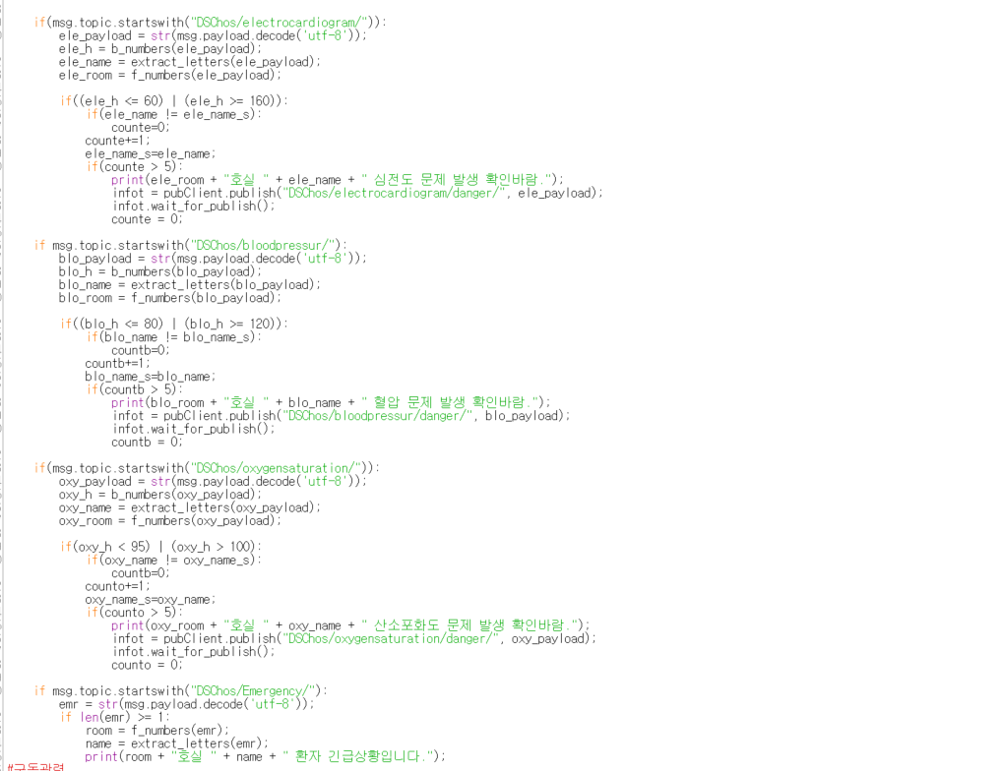 if(msg.topic.startswith("DSChos/electrocardiogram/")):
ele_payload = str(msg.payload.decode('utf-8'));
ele_h = b_numbers(ele_payload);
ele_name = extract_letters(ele_payload);
ele_room = f_numbers(ele_payload);
if((ele_h <= 60) | (ele_h >= 160)):
if(ele_name != ele_name_s):
counte=0;
counte+=1;
ele_name_s=ele_name;
if(counte > 5):
print(ele_room + "호실 " + ele_name + " 심전도 문제 발생 확인바람.");
infot = pubClient.publish("DSChos/electrocardiogram/danger/", ele_payload);
infot.wait_for_publish();
counte = 0;
if msg.topic.startswith("DSChos/bloodpressur/"):
blo_payload = str(msg.payload.decode('utf-8'));
blo_h = b_numbers(blo_payload);
blo_name = extract_letters(blo_payload);
blo_room = f_numbers(blo_payload);
if((blo_h <= 80) | (blo_h >= 120)):
if(blo_name != blo_name_s):
countb=0;
countb+=1;
blo_name_s=blo_name;
if(countb > 5):
print(blo_room + "호실 " + blo_name + " 혈압 문제 발생 확인바람.");
infot = pubClient.publish("DSChos/bloodpressur/danger/", blo_payload);
infot.wait_for_publish();
countb = 0;
if(msg.topic.startswith("DSChos/oxygensaturation/")):
oxy_payload = str(msg.payload.decode('utf-8'));
oxy_h = b_numbers(oxy_payload);
oxy_name = extract_letters(oxy_payload);
oxy_room = f_numbers(oxy_payload);
if(oxy_h < 95) | (oxy_h > 100):
if(oxy_name != oxy_name_s):
countb=0;
counto+=1;
oxy_name_s=oxy_name;
if(counto > 5):
print(oxy_room + "호실 " + oxy_name + " 산소포화도 문제 발생 확인바람.");
infot = pubClient.publish("DSChos/oxygensaturation/danger/", oxy_payload);
infot.wait_for_publish();
counto = 0;
if msg.topic.startswith("DSChos/Emergency/"):
emr = str(msg.payload.decode('utf-8'));
if len(emr) >= 1:
room = f_numbers(emr);
name = extract_letters(emr);
print(room + "호실 " + name + " 환자 긴급상황입니다.");
#구동관련